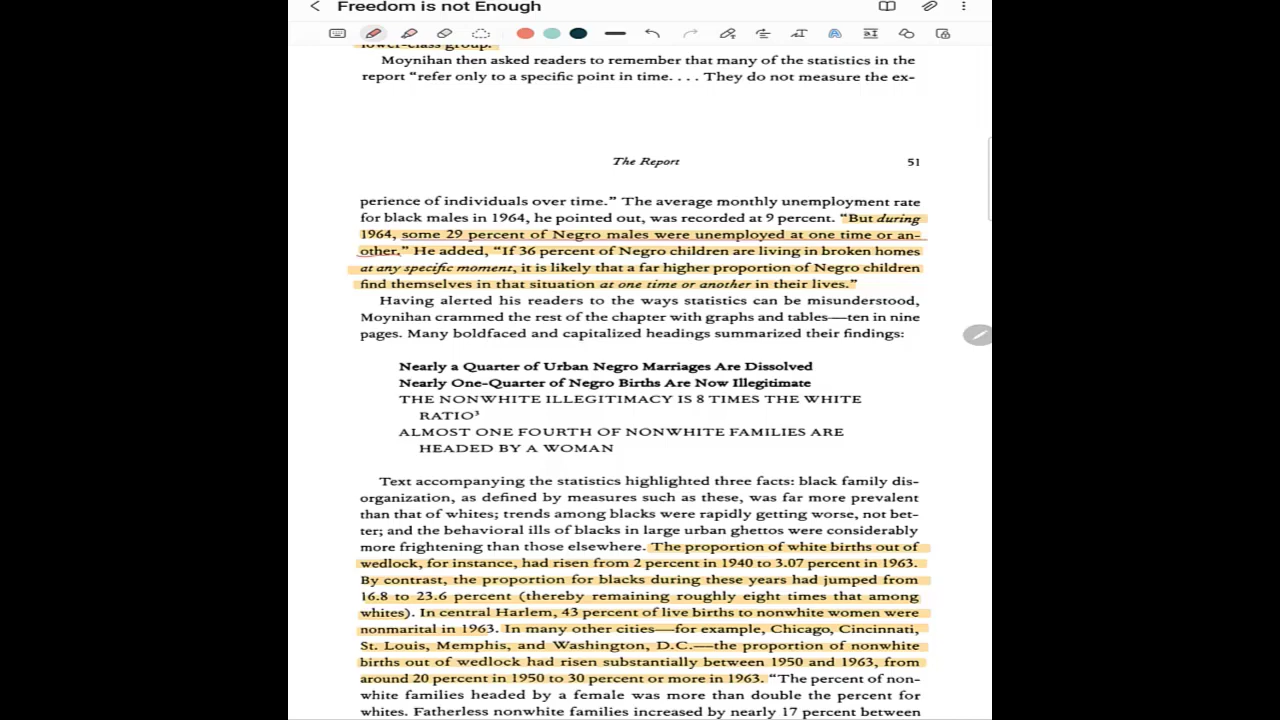 Freedom is not Enough
lower-class group.
Moynihan then asked readers to remember that many of the statistics in the
report “refer only to a specific point in time. . . . They do not measure the ex-
The Report 51
perience of individuals over time.” The average monthly unemployment rate
for black males in 1964, he pointed out, was recorded at 9 percent. “But during
1964, some 29 percent of Negro males were unemployed at one time or an-
other.” He added, “If 36 percent of Negro children are living in broken homes
at any specific moment, it is likely that a far higher proportion of Negro children
find themselves in that situation at one time or another in their lives.”
Having alerted his readers to the ways statistics can be misunderstood,
Moynihan crammed the rest of the chapter with graphs and tables—ten in nine
pages. Many boldfaced and capitalized headings summarized their findings:
Nearly a Quarter of Urban Negro Marriages Are Dissolved
Nearly One-Quarter of Negro Births Are Now Illegitimate
THE NONWHITE ILLEGITIMACY IS 8 TIMES THE WHITE
RATIO³
ALMOST ONE FOURTH OF NONWHITE FAMILIES ARE
HEADED BY A WOMAN
Text accompanying the statistics highlighted three facts: black family dis-
organization, as defined by measures such as these, was far more prevalent
than that of whites; trends among blacks were rapidly getting worse, not bet-
ter; and the behavioral ills of blacks in large urban ghettos were considerably
more frightening than those elsewhere. The proportion of white births out of
wedlock, for instance, had risen from 2 percent in 1940 to 3.07 percent in 1963.
By contrast, the proportion for blacks during these years had jumped from
16.8 to 23.6 percent (thereby remaining roughly eight times that among
whites). In central Harlem, 43 percent of live births to nonwhite women were
nonmarital in 1963. In many other cities—for example, Chicago, Cincinnati,
St. Louis, Memphis, and Washington, D.C.—the proportion of nonwhite
births out of wedlock had risen substantially between 1950 and 1963, from
around 20 percent in 1950 to 30 percent or more in 1963. “The percent of non-
white families headed by a female was more than double the percent for
whites. Fatherless nonwhite families increased by nearly 17 percent between